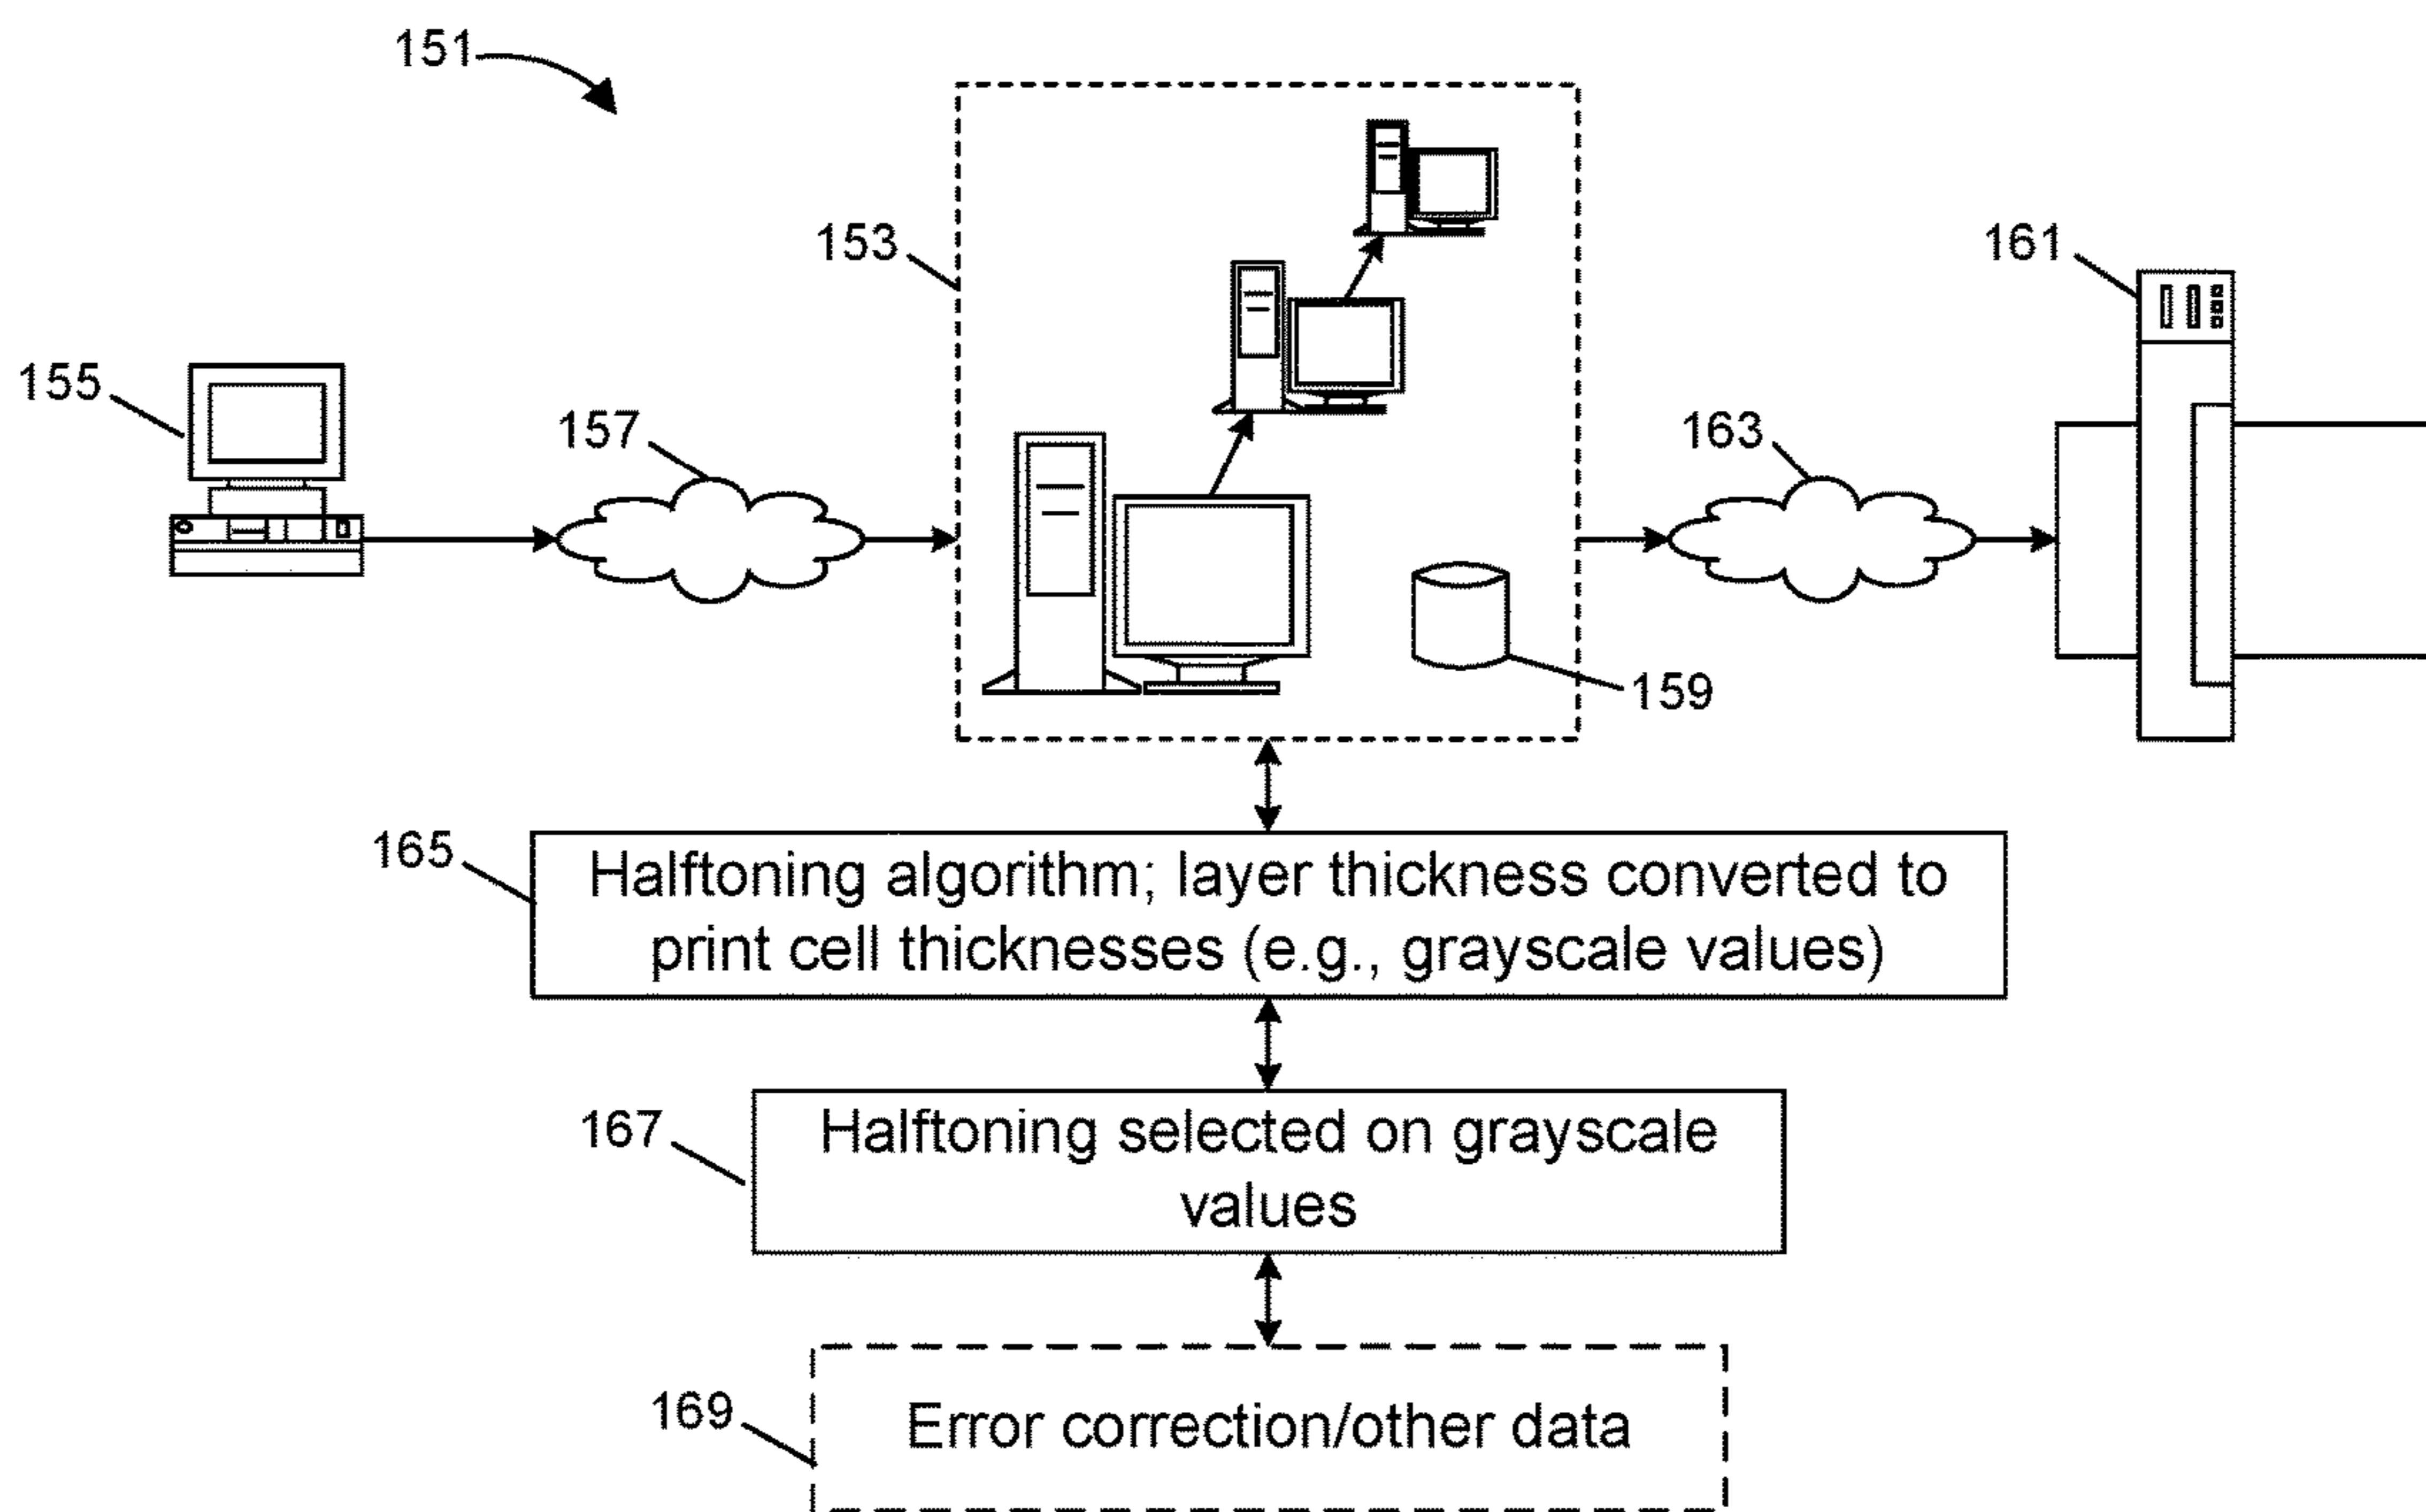 151
153
161
155
157
163
159
165
Halftoning algorithm; layer thickness converted to
print cell thicknesses (e.g., grayscale values)
167
Halftoning selected on grayscale
values
169
Error correction/other data